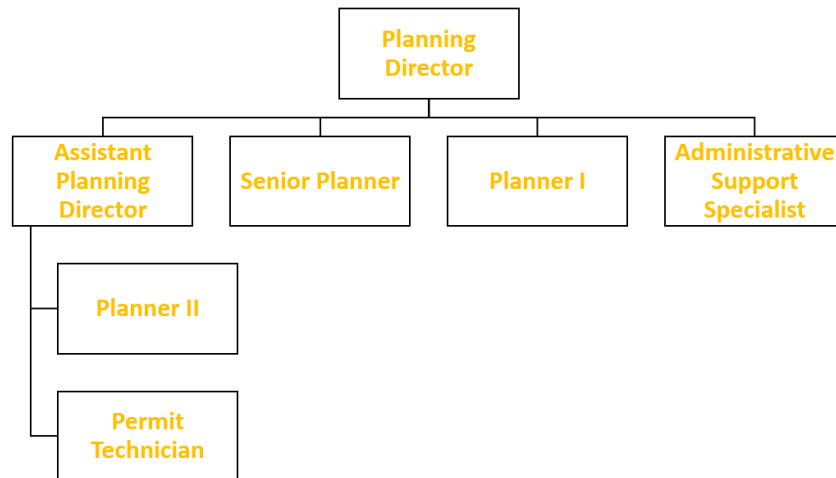 Planning
Director
Assistant
Planning
Director
Senior Planner
Planner I
Administrative
Support
Specialist
Planner II
Permit
Technician